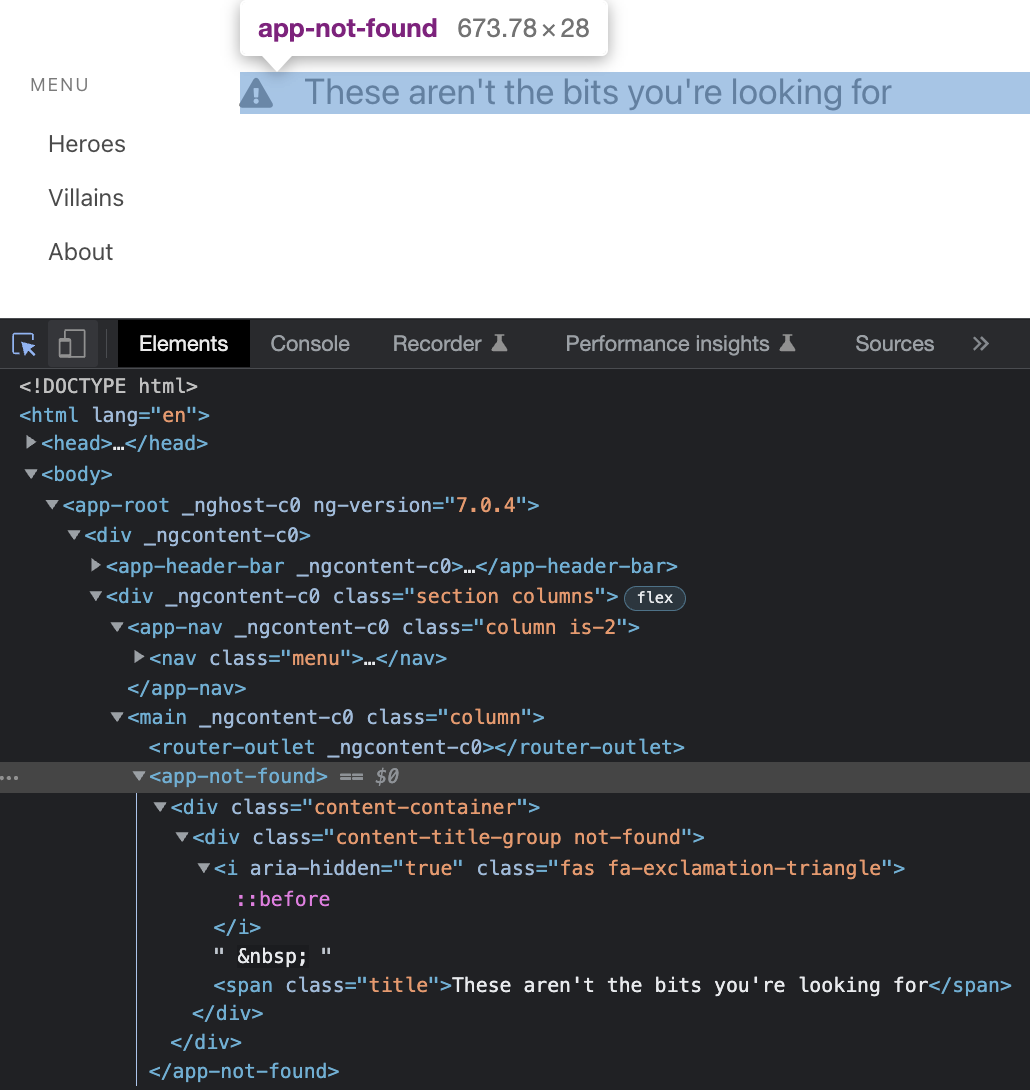 app-not-found 673.78 × 28
MENU
These aren't the bits you're looking for
Heroes
Villains
About
Elements Console Recorder Performance insights Sources »
<!DOCTYPE html>
<html lang="en">
<head>…</head>
<body>
<app-root _nghost-c0 ng-version="7.0.4">
<div _ngcontent-c0>
<app-header-bar _ngcontent-c0>…</app-header-bar>
<div _ngcontent-c0 class="section columns"> flex
<app-nav _ngcontent-c0 class="column is-2">
<nav class="menu">…</nav>
</app-nav>
<main _ngcontent-c0 class="column">
<router-outlet _ngcontent-c0></router-outlet>
… <app-not-found> == $0
<div class="content-container">
<div class="content-title-group not-found">
<i aria-hidden="true" class="fas fa-exclamation-triangle">
::before
</i>
" &nbsp; "
<span class="title">These aren't the bits you're looking for</span>
</div>
</div>
</app-not-found>